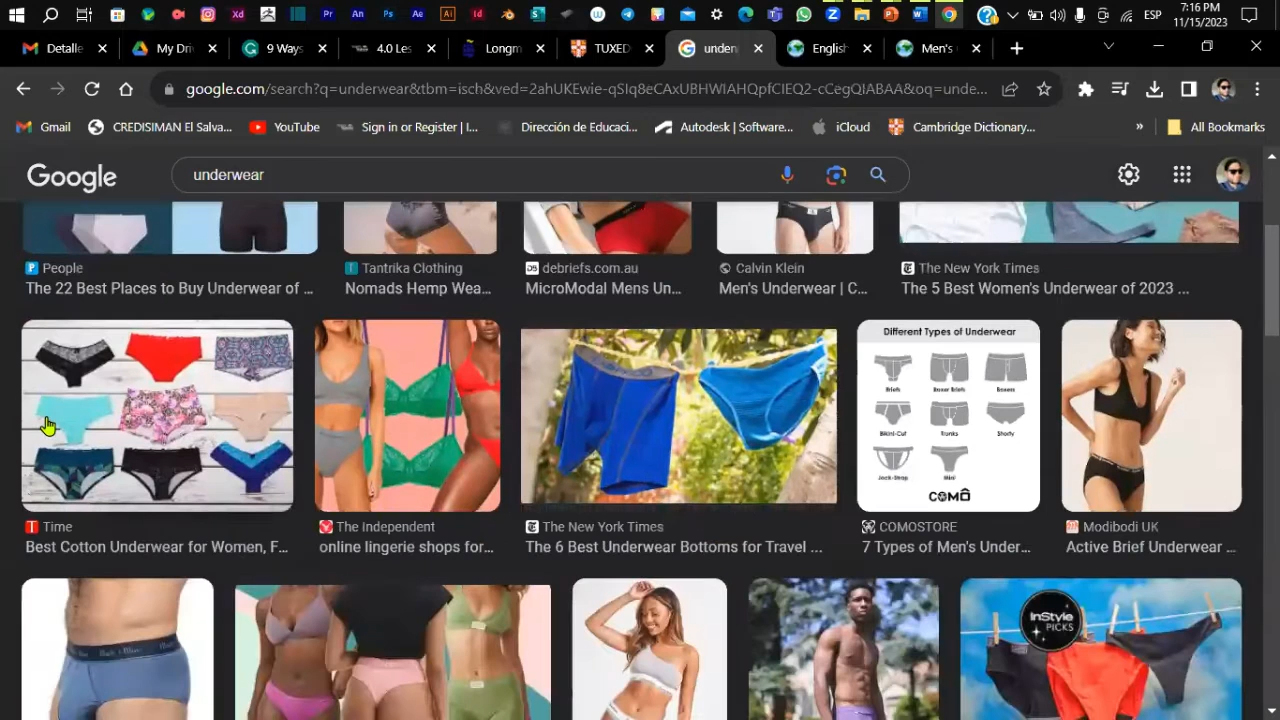 7:16 PM
ESP
11/15/2023
Detalle
My Dri
9 Ways
4.0 Les
Longm
TUXED
under
English
Men's
google.com/search?q=underwear&tbm=isch&ved=2ahUKEwie-qSIq8eCAxUBHWIAHQpfCIEQ2-cCegQIABAA&oq=unde...
Gmail
CREDISIMAN El Salva...
YouTube
Sign in or Register | I...
Dirección de Educaci...
Autodesk | Software...
iCloud
Cambridge Dictionary...
» All Bookmarks
Google
underwear
People
The 22 Best Places to Buy Underwear of ...
Tantrika Clothing
Nomads Hemp Wea...
debriefs.com.au
MicroModal Mens Un...
Calvin Klein
Men's Underwear | C...
The New York Times
The 5 Best Women's Underwear of 2023 ...
Different Types of Underwear
Briefs
Boxer Briefs
Boxers
Bikini-Cut
Trunks
Shorty
Jock-Strap
Mini
COMÔ
Time
Best Cotton Underwear for Women, F...
The Independent
online lingerie shops for...
The New York Times
The 6 Best Underwear Bottoms for Travel ...
COMOSTORE
7 Types of Men's Under...
Modibodi UK
Active Brief Underwear ...
InStyle
PICKS